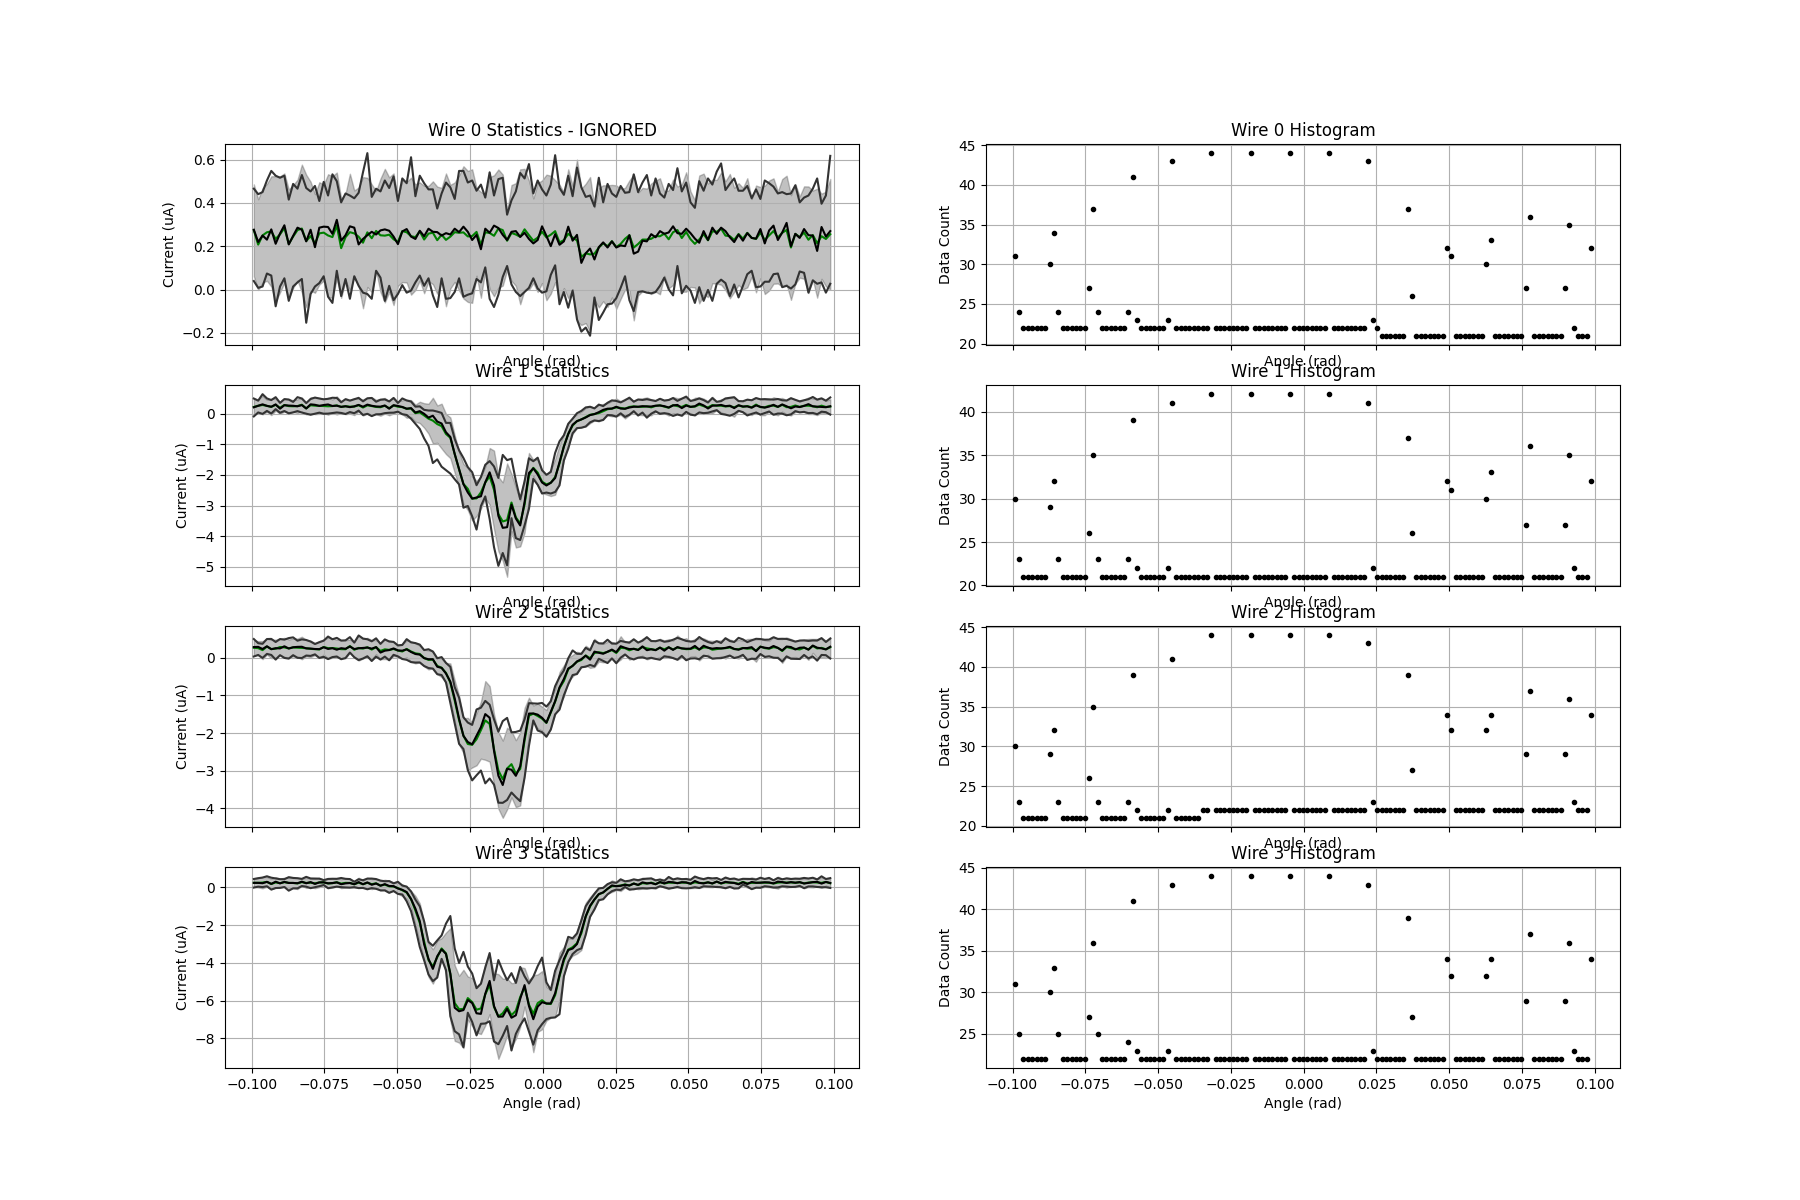 Wire 0 Statistics - IGNORED
Current (uA)
0.6
0.4
0.2
0.0
−0.2
Angle (rad)
Wire 0 Histogram
Data Count
45
40
35
30
25
20
Angle (rad)
Wire 1 Statistics
Current (uA)
0
−1
−2
−3
−4
−5
Angle (rad)
Wire 1 Histogram
Data Count
40
35
30
25
20
Angle (rad)
Wire 2 Statistics
Current (uA)
0
−1
−2
−3
−4
Angle (rad)
Wire 2 Histogram
Data Count
45
40
35
30
25
20
Angle (rad)
Wire 3 Statistics
Current (uA)
0
−2
−4
−6
−8
−0.100 −0.075 −0.050 −0.025 0.000 0.025 0.050 0.075 0.100
Angle (rad)
Wire 3 Histogram
Data Count
45
40
35
30
25
−0.100 −0.075 −0.050 −0.025 0.000 0.025 0.050 0.075 0.100
Angle (rad)